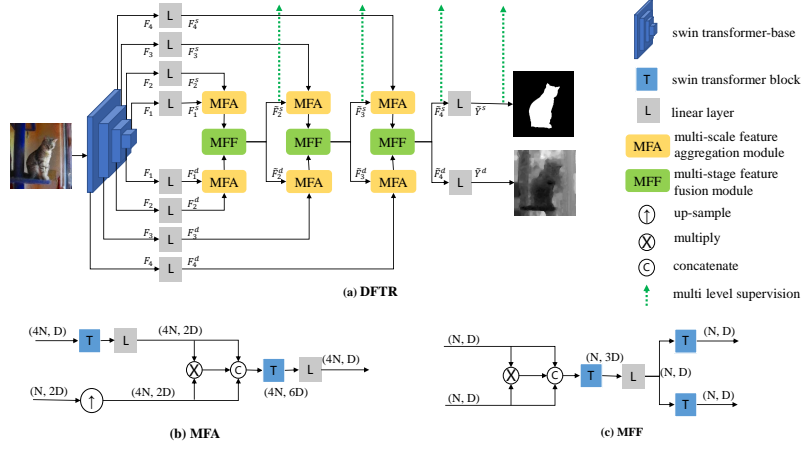 F₄ L F₄ˢ
F₃ L F₃ˢ
F₂ L F₂ˢ
F₁ L F₁ˢ MFA F̃₂ˢ MFA F̃₃ˢ MFA F̃₄ˢ L Ỹˢ
MFF MFF MFF
F₁ L F₁ᵈ MFA F̃₂ᵈ MFA F̃₃ᵈ MFA F̃₄ᵈ L Ỹᵈ
F₂ L F₂ᵈ
F₃ L F₃ᵈ
F₄ L F₄ᵈ
(a) DFTR
swin transformer-base
T swin transformer block
L linear layer
MFA multi-scale feature
aggregation module
MFF multi-stage feature
fusion module
↑ up-sample
X multiply
C concatenate
multi level supervision
(4N, D) T L (4N, 2D)
X C T L (4N, D)
(4N, 6D)
(N, 2D) ↑ (4N, 2D)
(b) MFA
(N, D)
X C T (N, 3D) L (N, D)
(N, D)
T (N, D)
T (N, D)
(c) MFF